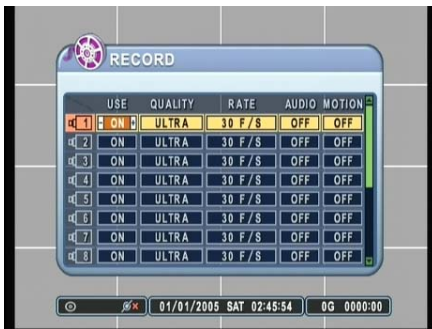 RECORD
USE QUALITY RATE AUDIO MOTION
1 ON ULTRA 30 F/S OFF OFF
2 ON ULTRA 30 F/S OFF OFF
3 ON ULTRA 30 F/S OFF OFF
4 ON ULTRA 30 F/S OFF OFF
5 ON ULTRA 30 F/S OFF OFF
6 ON ULTRA 30 F/S OFF OFF
7 ON ULTRA 30 F/S OFF OFF
8 ON ULTRA 30 F/S OFF OFF
01/01/2005 SAT 02:45:54 0G 0000:00